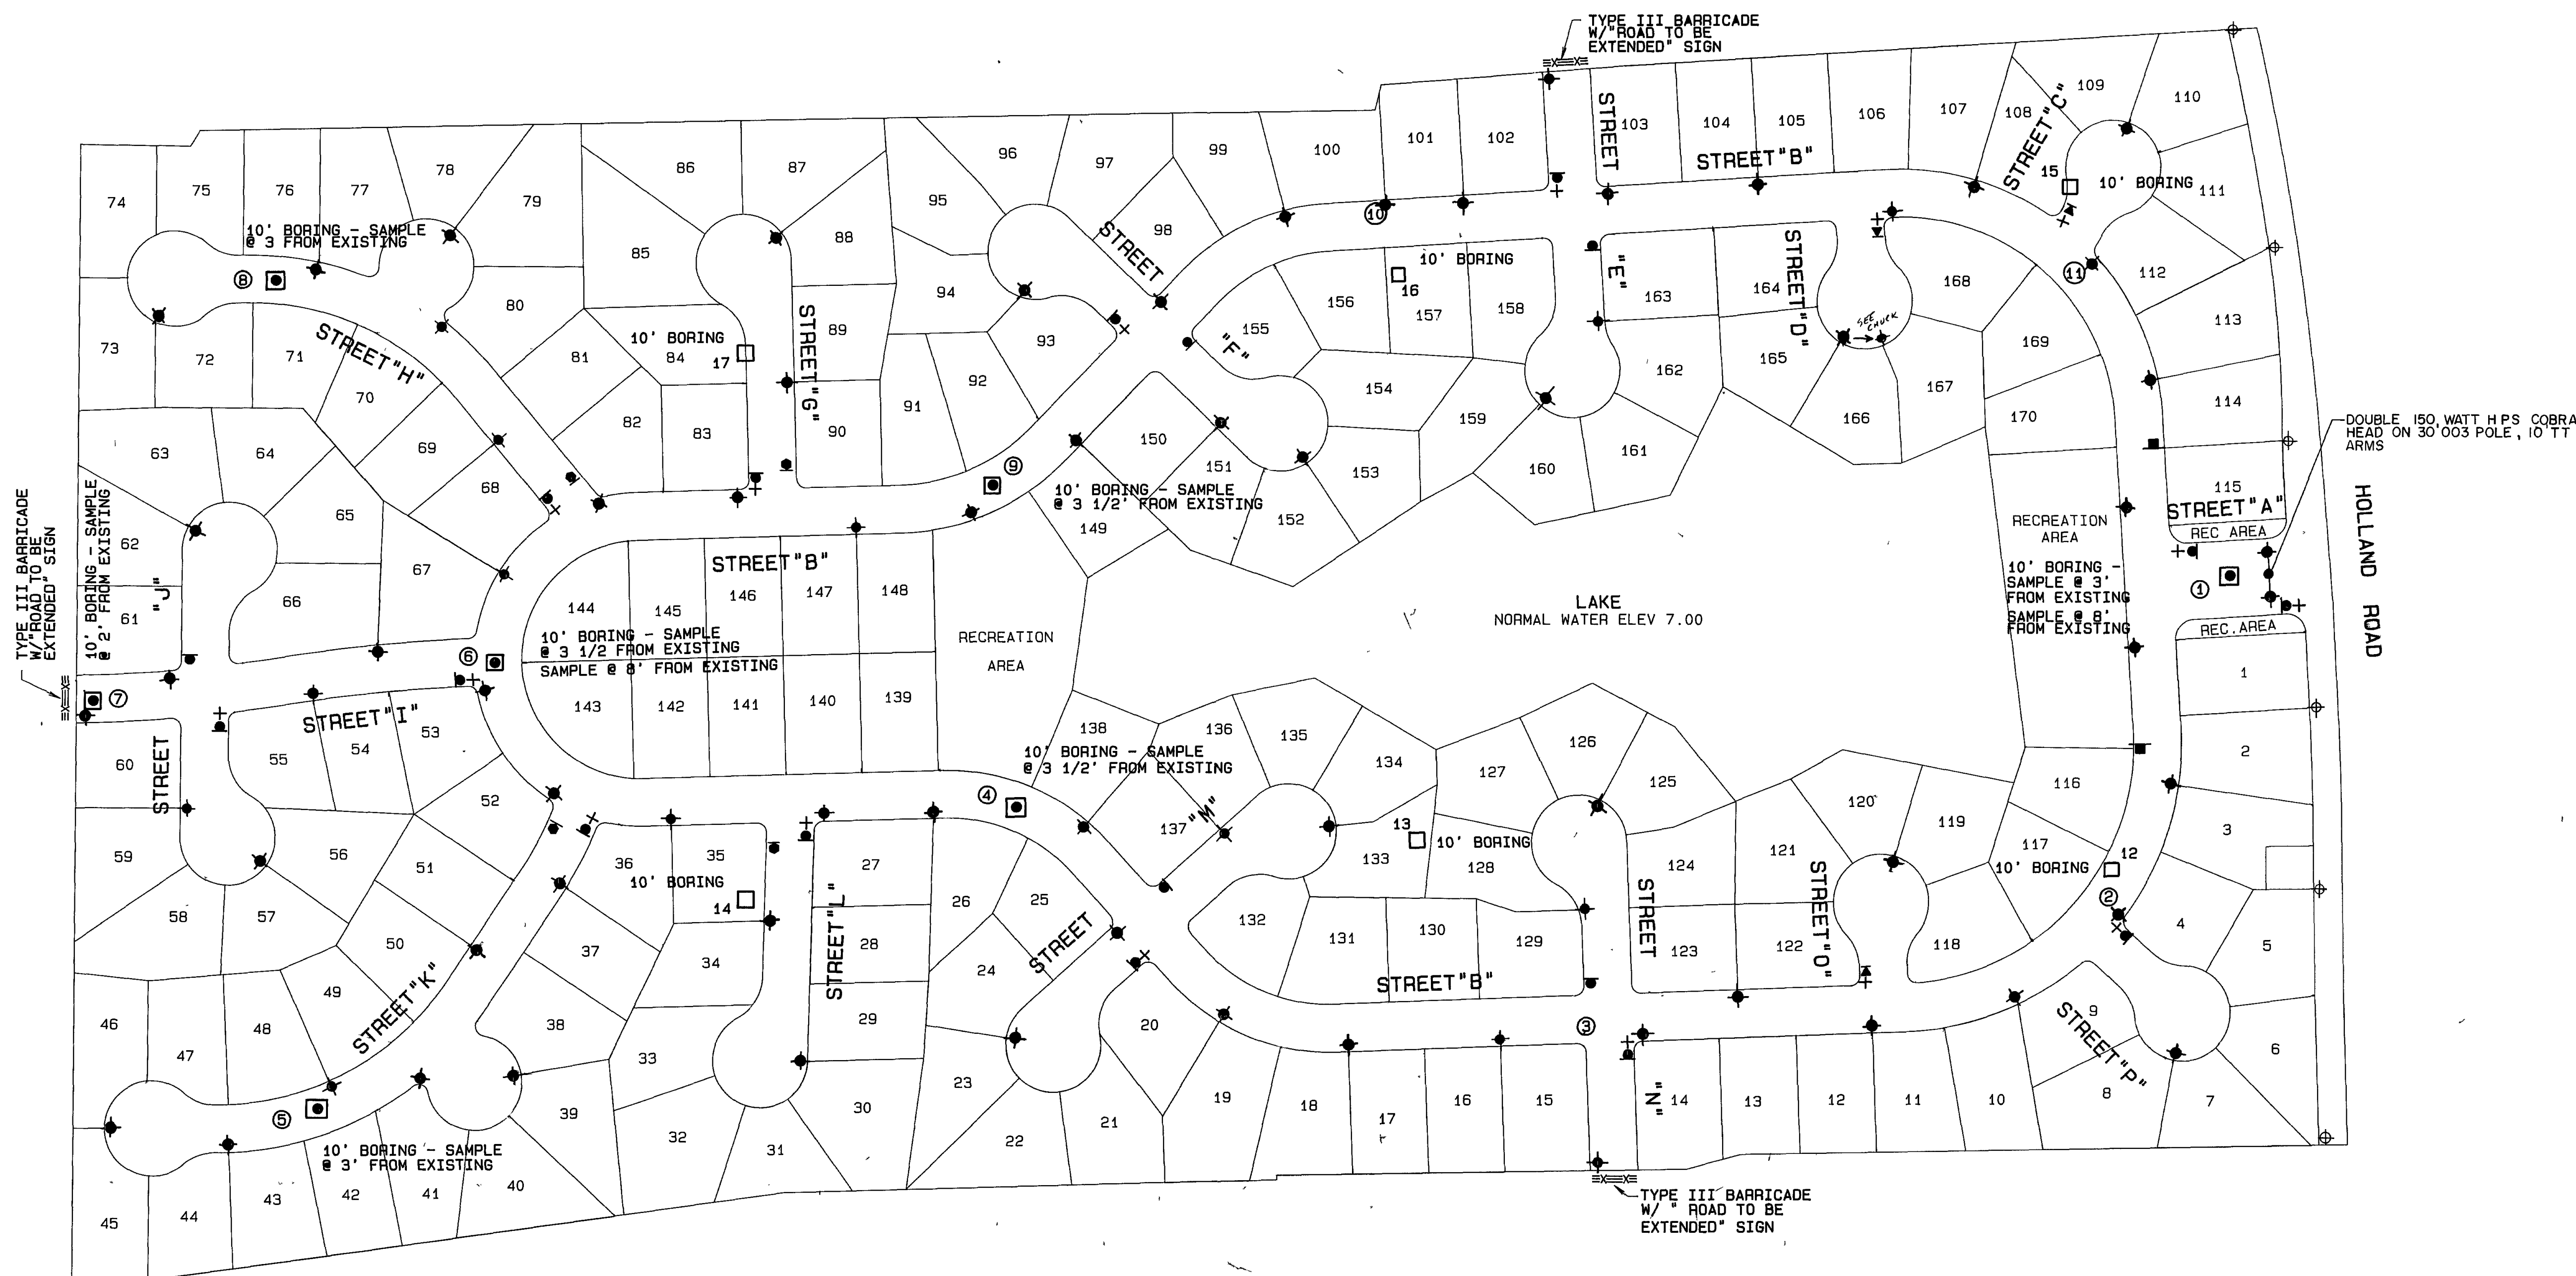 TYPE III BARRICADE
W/"ROAD TO BE
EXTENDED" SIGN
109
110
107
108
STREET "C"
106
105
104
103
STREET
102
101
STREET "B"
100
99
97
96
98
STREET
95
94
93
92
91
87
86
88
85
89
90
STREET "G"
10' BORING
84
17
83
82
81
80
79
78
77
76
75
74
10' BORING - SAMPLE
@ 3 FROM EXISTING
8
73
72
71
STREET "H"
70
69
68
63
64
65
62
61
66
67
"J"
10' BORING - SAMPLE
@ 2' FROM EXISTING
TYPE III BARRICADE
W/"ROAD TO BE
EXTENDED" SIGN
15
10' BORING
111
10
11
112
113
114
115
STREET "A"
REC AREA
10' BORING
16
156
157
158
155
"F"
154
159
153
"E"
163
164
STREET "D"
162
165
161
160
SEE
CHUCK
168
169
167
166
170
DOUBLE 150 WATT HPS COBRA
HEAD ON 30' 003 POLE, 10' TT
ARMS
HOLLAND ROAD
9
150
151
10' BORING - SAMPLE
@ 3 1/2' FROM EXISTING
149
152
RECREATION
AREA
10' BORING -
SAMPLE @ 3'
FROM EXISTING
SAMPLE @ 8'
FROM EXISTING
1
REC. AREA
STREET "B"
144
145
146
147
148
RECREATION
AREA
LAKE
NORMAL WATER ELEV 7.00
10' BORING - SAMPLE
@ 3 1/2 FROM EXISTING
SAMPLE @ 8' FROM EXISTING
6
7
143
142
141
140
139
STREET "I"
53
54
55
60
STREET
52
59
56
51
58
57
50
138
136
135
134
10' BORING - SAMPLE
@ 3 1/2' FROM EXISTING
4
137
"M"
127
126
125
13
10' BORING
133
128
120
119
116
117
12
10' BORING
2
1
2
3
4
5
124
121
STREET
STREET "O"
123
122
118
36
35
10' BORING
14
27
28
29
STREET "L"
26
25
24
STREET
132
131
130
129
STREET "B"
3
37
34
38
33
49
STREET "K"
46
47
48
5
10' BORING - SAMPLE
@ 3' FROM EXISTING
39
32
31
30
23
22
21
20
19
18
17
16
15
"N"
14
13
12
11
10
9
STREET "P"
8
7
6
45
44
43
42
41
40
TYPE III BARRICADE
W/ " ROAD TO BE
EXTENDED" SIGN